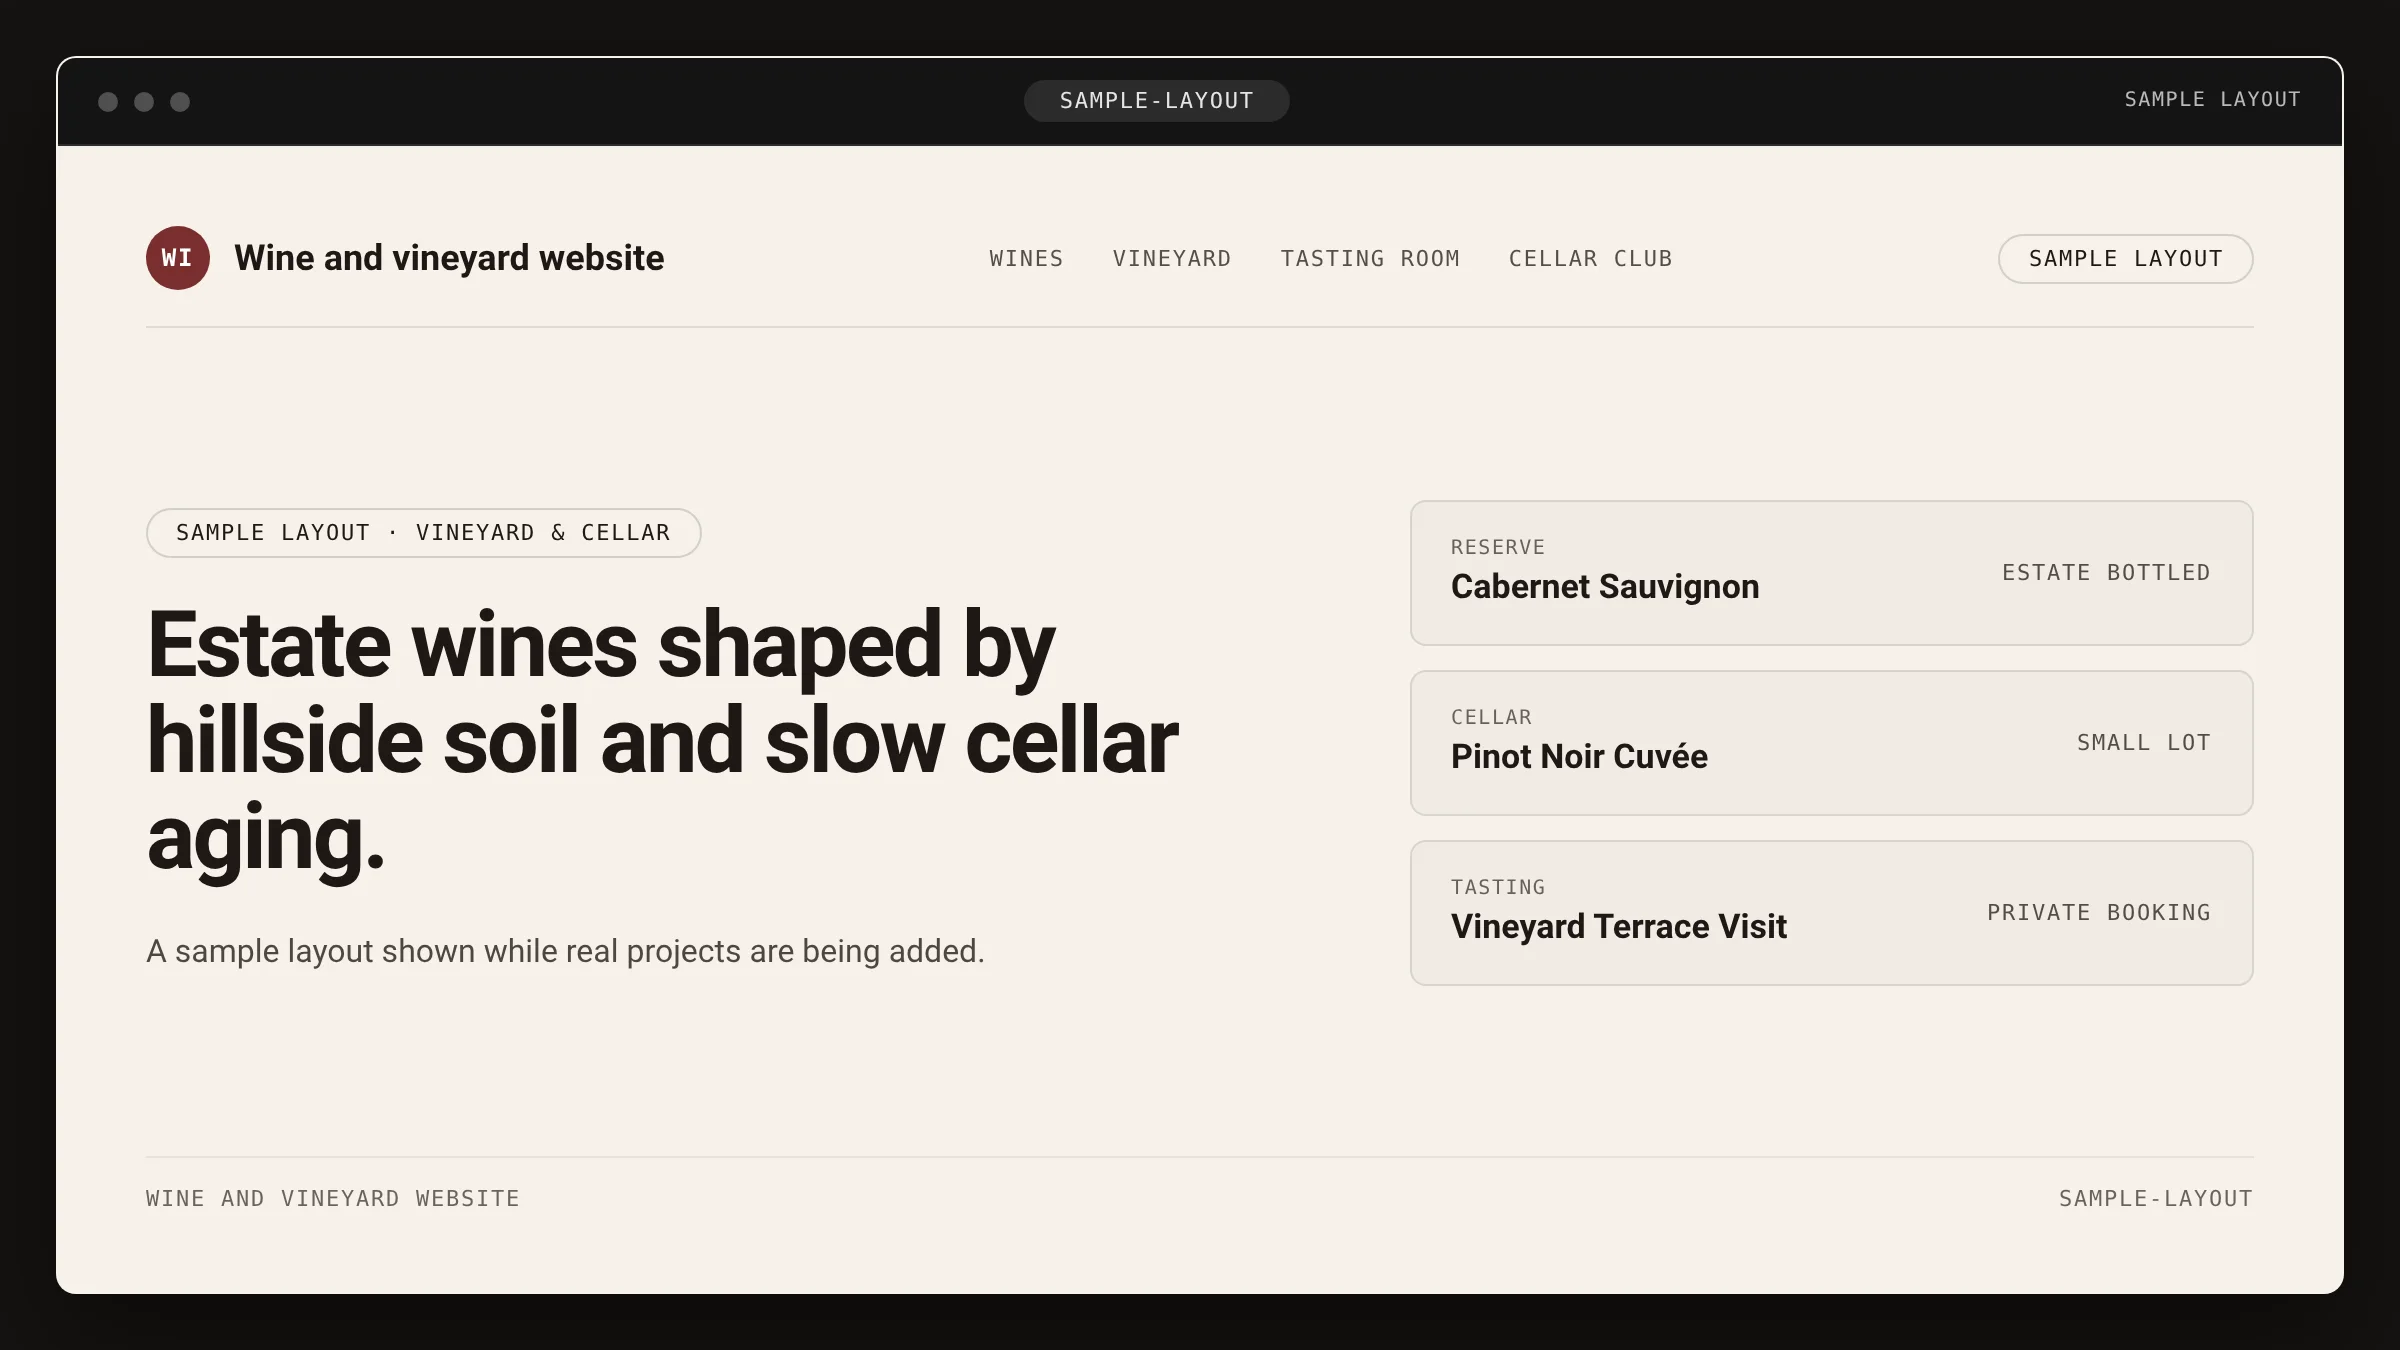 SAMPLE-LAYOUT
SAMPLE LAYOUT
WI
Wine and vineyard website
WINES
VINEYARD
TASTING ROOM
CELLAR CLUB
SAMPLE LAYOUT
SAMPLE LAYOUT · VINEYARD & CELLAR
Estate wines shaped by
hillside soil and slow cellar
aging.
A sample layout shown while real projects are being added.
RESERVE
Cabernet Sauvignon
ESTATE BOTTLED
CELLAR
Pinot Noir Cuvée
SMALL LOT
TASTING
Vineyard Terrace Visit
PRIVATE BOOKING
WINE AND VINEYARD WEBSITE
SAMPLE-LAYOUT